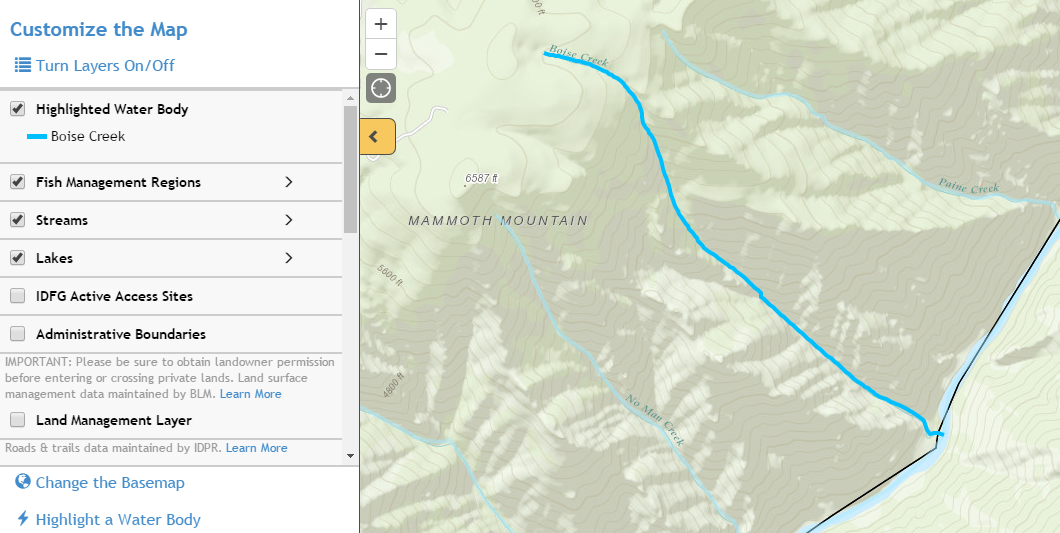 Customize the Map
Turn Layers On/Off
Highlighted Water Body
Boise Creek
Fish Management Regions
Streams
Lakes
IDFG Active Access Sites
Administrative Boundaries
IMPORTANT: Please be sure to obtain landowner permission
before entering or crossing private lands. Land surface
management data maintained by BLM. Learn More
Land Management Layer
Roads & trails data maintained by IDPR. Learn More
Change the Basemap
Highlight a Water Body
+
−
Boise Creek
Paine Creek
6587 ft
MAMMOTH MOUNTAIN
5600 ft
4800 ft
No Man Creek